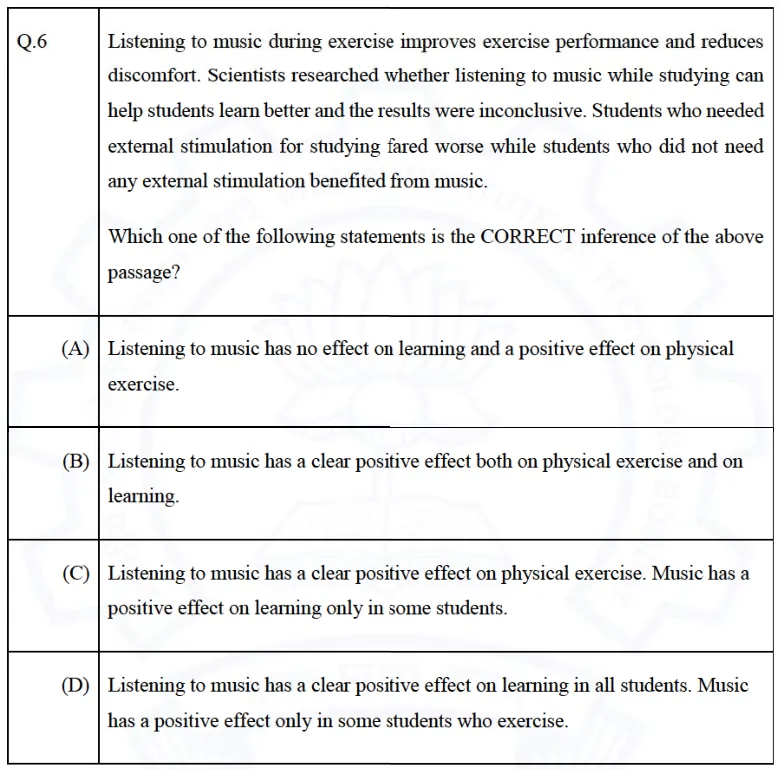 Q.6 Listening to music during exercise improves exercise performance and reduces
discomfort. Scientists researched whether listening to music while studying can
help students learn better and the results were inconclusive. Students who needed
external stimulation for studying fared worse while students who did not need
any external stimulation benefited from music.
Which one of the following statements is the CORRECT inference of the above
passage?
(A) Listening to music has no effect on learning and a positive effect on physical
exercise.
(B) Listening to music has a clear positive effect both on physical exercise and on
learning.
(C) Listening to music has a clear positive effect on physical exercise. Music has a
positive effect on learning only in some students.
(D) Listening to music has a clear positive effect on learning in all students. Music
has a positive effect only in some students who exercise.